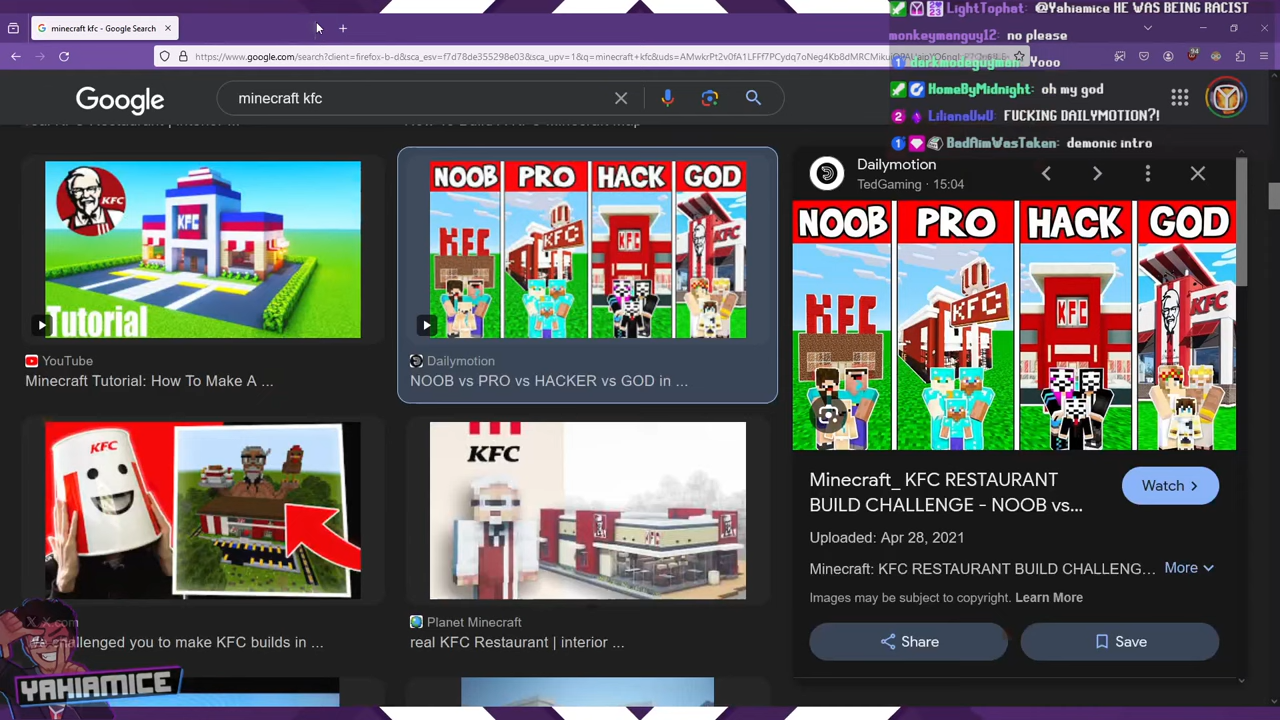 minecraft kfc - Google Search
LightTophat: @Yahiamice HE WAS BEING RACIST
monkeymanguy12: no please
darkmodeguymen: Yooo
HomeByMidnight: oh my god
LilianaUwU: FUCKING DAILYMOTION?!
BadAimWasTaken: demonic intro
Google
minecraft kfc
KFC
KFC
Tutorial
YouTube
Minecraft Tutorial: How To Make A ...
NOOB PRO HACK GOD
KFC KFC KFC KFC
Dailymotion
NOOB vs PRO vs HACKER vs GOD in ...
KFC
X.com
challenged you to make KFC builds in ...
KFC
Planet Minecraft
real KFC Restaurant | interior ...
Dailymotion
TedGaming · 15:04
NOOB PRO HACK GOD
KFC KFC KFC KFC
Minecraft_ KFC RESTAURANT
BUILD CHALLENGE - NOOB vs...
Watch
Uploaded: Apr 28, 2021
Minecraft: KFC RESTAURANT BUILD CHALLENG...
More
Images may be subject to copyright. Learn More
Share
Save
YAHIAMICE